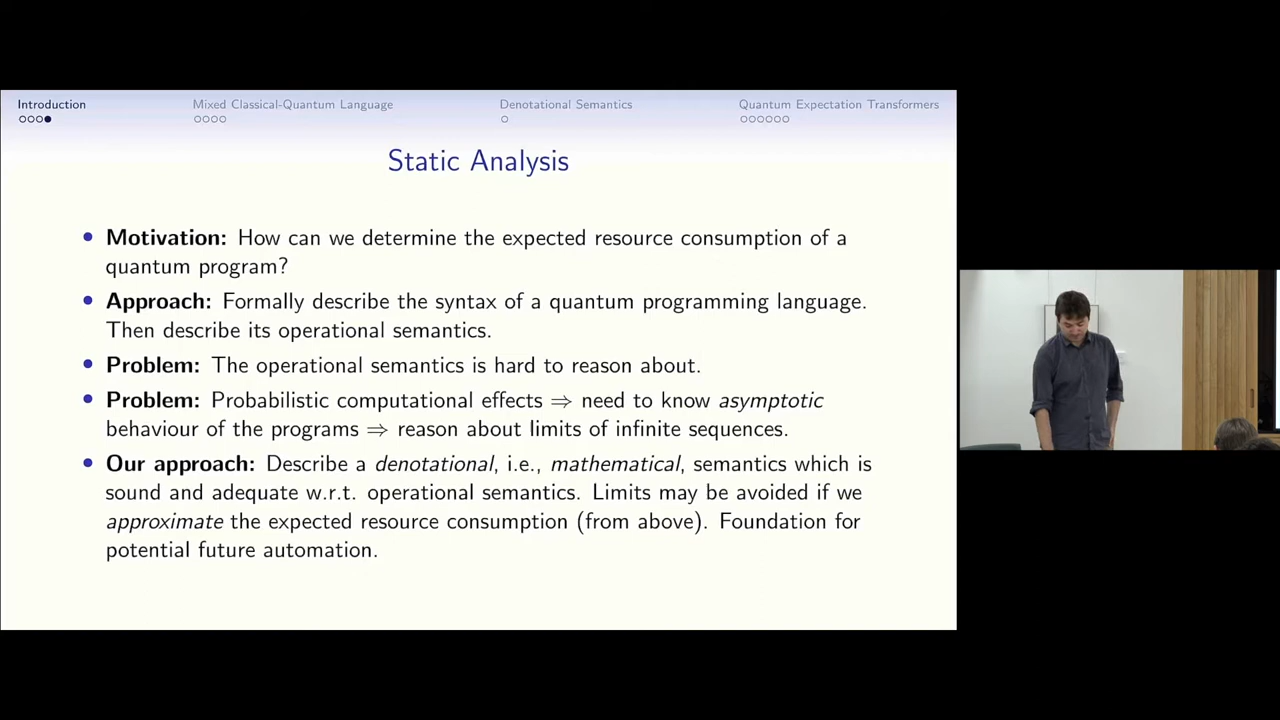 Introduction
Mixed Classical-Quantum Language
Denotational Semantics
Quantum Expectation Transformers
Static Analysis
• Motivation: How can we determine the expected resource consumption of a
quantum program?
• Approach: Formally describe the syntax of a quantum programming language.
Then describe its operational semantics.
• Problem: The operational semantics is hard to reason about.
• Problem: Probabilistic computational effects ⇒ need to know asymptotic
behaviour of the programs ⇒ reason about limits of infinite sequences.
• Our approach: Describe a denotational, i.e., mathematical, semantics which is
sound and adequate w.r.t. operational semantics. Limits may be avoided if we
approximate the expected resource consumption (from above). Foundation for
potential future automation.